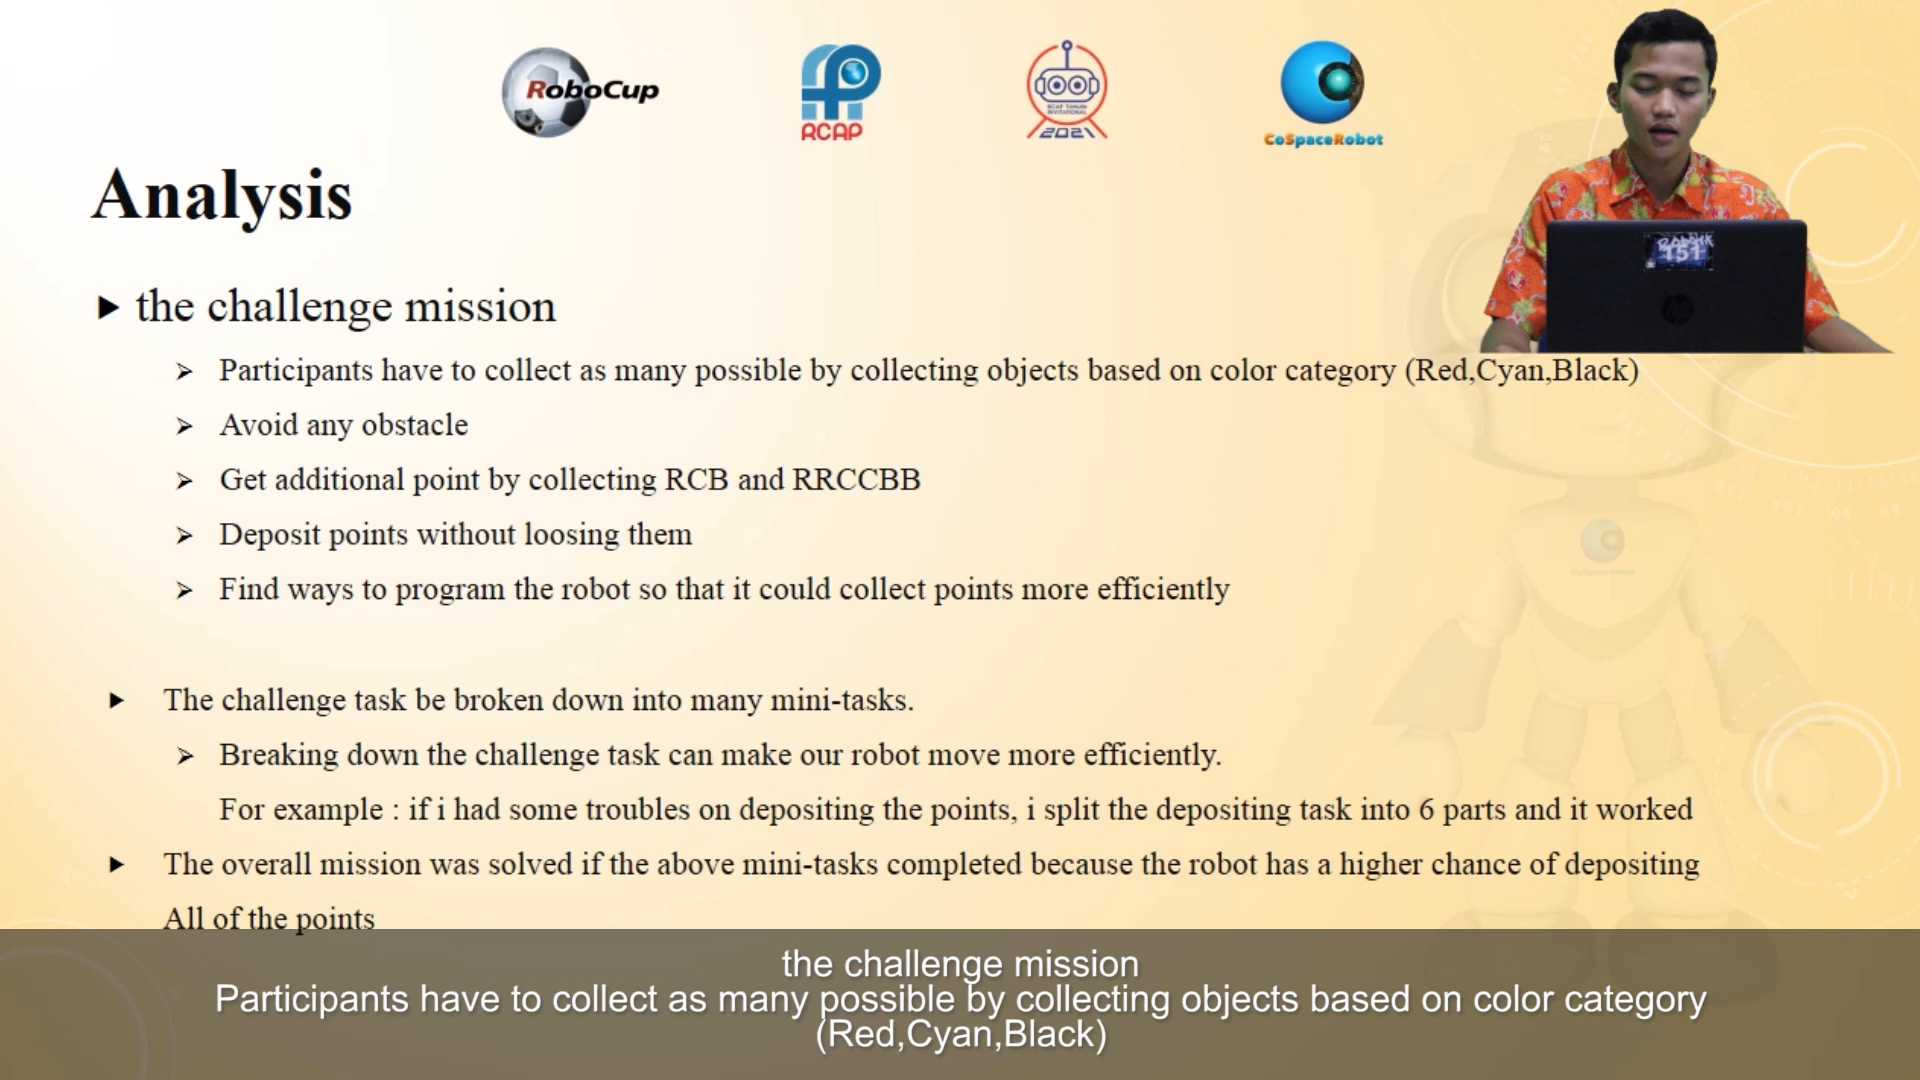 RoboCup
RCAP
RCAP TIANJIN
INVITATIONAL
2021
CoSpaceRobot
151
Analysis
the challenge mission
Participants have to collect as many possible by collecting objects based on color category (Red,Cyan,Black)
Avoid any obstacle
Get additional point by collecting RCB and RRCCBB
Deposit points without loosing them
Find ways to program the robot so that it could collect points more efficiently
The challenge task be broken down into many mini-tasks.
Breaking down the challenge task can make our robot move more efficiently.
For example : if i had some troubles on depositing the points, i split the depositing task into 6 parts and it worked
The overall mission was solved if the above mini-tasks completed because the robot has a higher chance of depositing
All of the points
the challenge mission
Participants have to collect as many possible by collecting objects based on color category
(Red,Cyan,Black)